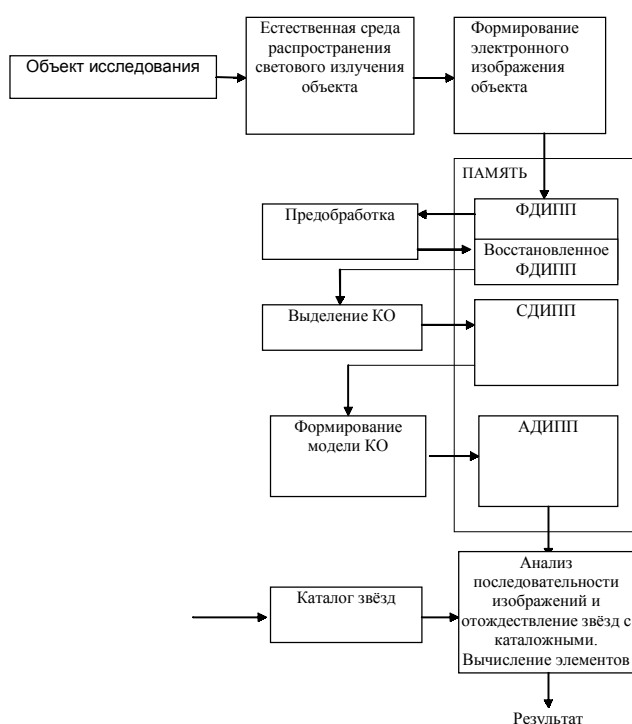 Объект исследования
Естественная среда
распространения
светового излучения
объекта
Формирование
электронного
изображения
объекта
ПАМЯТЬ
ФДИПП
Предобработка
Восстановленное
ФДИПП
Выделение КО
СДИПП
Формирование
модели КО
АДИПП
Каталог звёзд
Анализ
последовательности
изображений и
отождествление звёзд с
каталожными.
Вычисление элементов
Результат